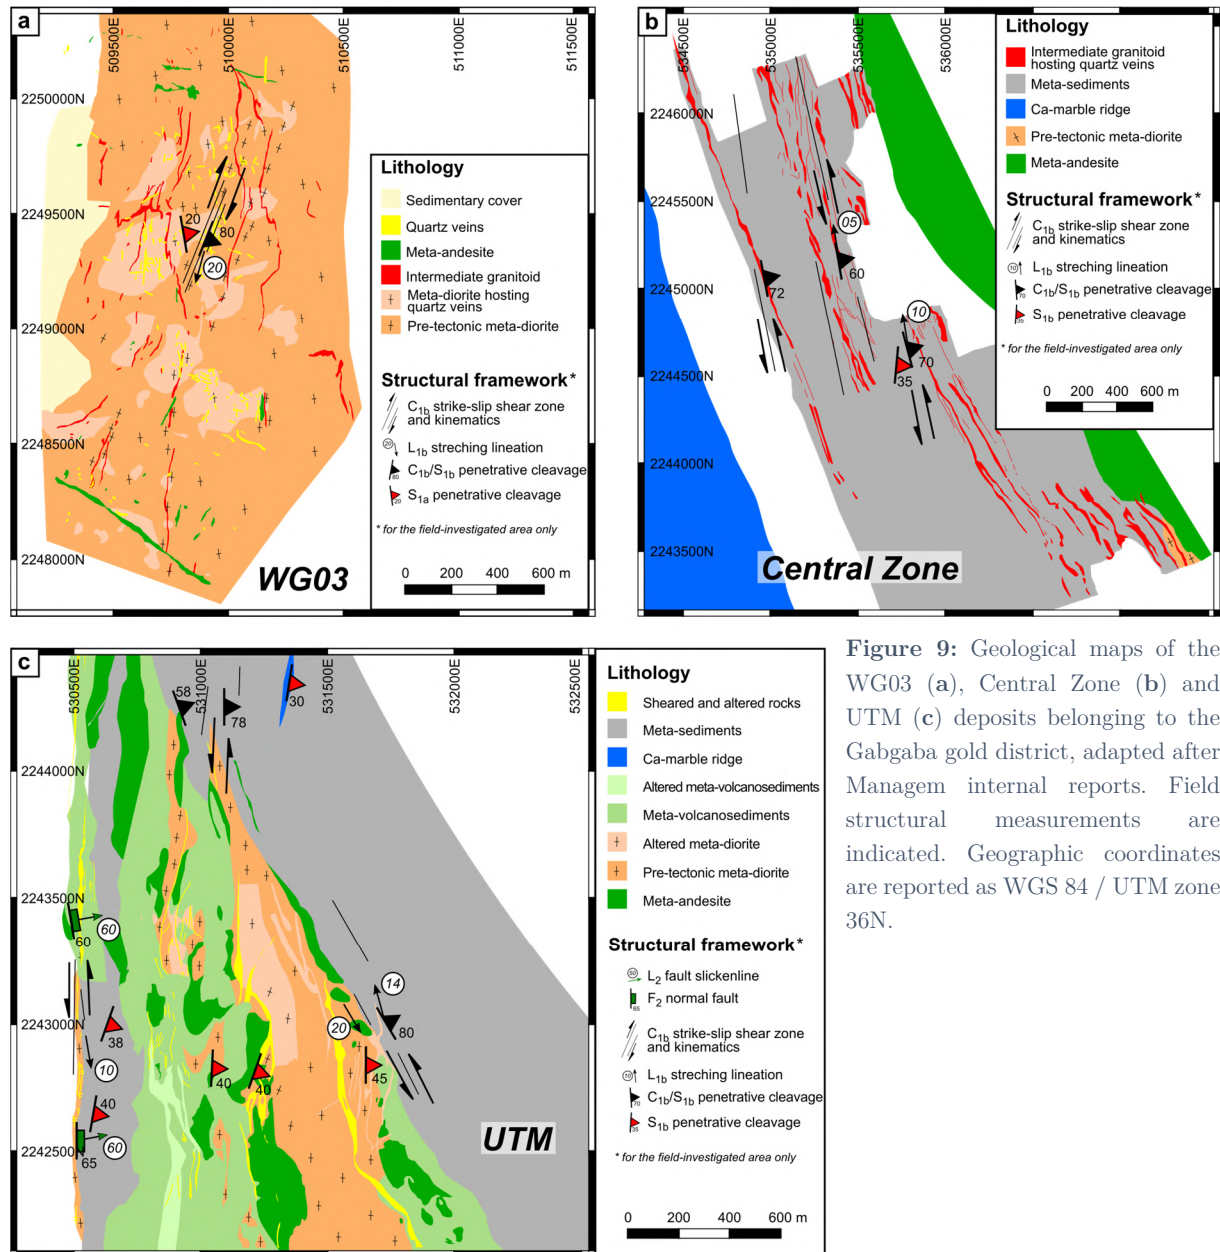 a
509500E
510000E
510500E
511000E
511500E
2250000N
2249500N
2249000N
2248500N
2248000N
20
80
20
WG03
Lithology
Sedimentary cover
Quartz veins
Meta-andesite
Intermediate granitoid
Meta-diorite hosting
quartz veins
Pre-tectonic meta-diorite
Structural framework*
C1b strike-slip shear zone
and kinematics
20 L1b streching lineation
80 C1b/S1b penetrative cleavage
20 S1a penetrative cleavage
* for the field-investigated area only
0 200 400 600 m
b
534500E
535000E
535500E
536000E
2246000N
2245500N
2245000N
2244500N
2244000N
2243500N
05
60
72
10
70
35
Central Zone
Lithology
Intermediate granitoid
hosting quartz veins
Meta-sediments
Ca-marble ridge
Pre-tectonic meta-diorite
Meta-andesite
Structural framework*
C1b strike-slip shear zone
and kinematics
10 L1b streching lineation
70 C1b/S1b penetrative cleavage
35 S1b penetrative cleavage
* for the field-investigated area only
0 200 400 600 m
c
530500E
531000E
531500E
532000E
532500E
2244000N
2243500N
2243000N
2242500N
58
78
30
60
60
14
20
80
38
10
40
40
40
45
65
60
UTM
Lithology
Sheared and altered rocks
Meta-sediments
Ca-marble ridge
Altered meta-volcanosediments
Meta-volcanosediments
Altered meta-diorite
Pre-tectonic meta-diorite
Meta-andesite
Structural framework*
50 L2 fault slickenline
65 F2 normal fault
C1b strike-slip shear zone
and kinematics
10 L1b streching lineation
70 C1b/S1b penetrative cleavage
35 S1b penetrative cleavage
* for the field-investigated area only
0 200 400 600 m
Figure 9: Geological maps of the
WG03 (a), Central Zone (b) and
UTM (c) deposits belonging to the
Gabgaba gold district, adapted after
Managem internal reports. Field
structural measurements are
indicated. Geographic coordinates
are reported as WGS 84 / UTM zone
36N.